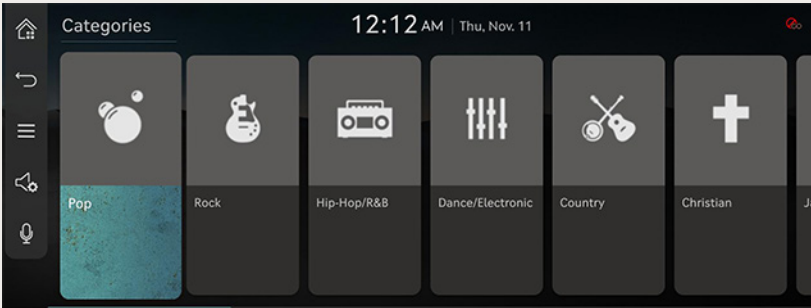 Categories
12:12 AM Thu, Nov. 11
Pop
Rock
Hip-Hop/R&B
Dance/Electronic
Country
Christian